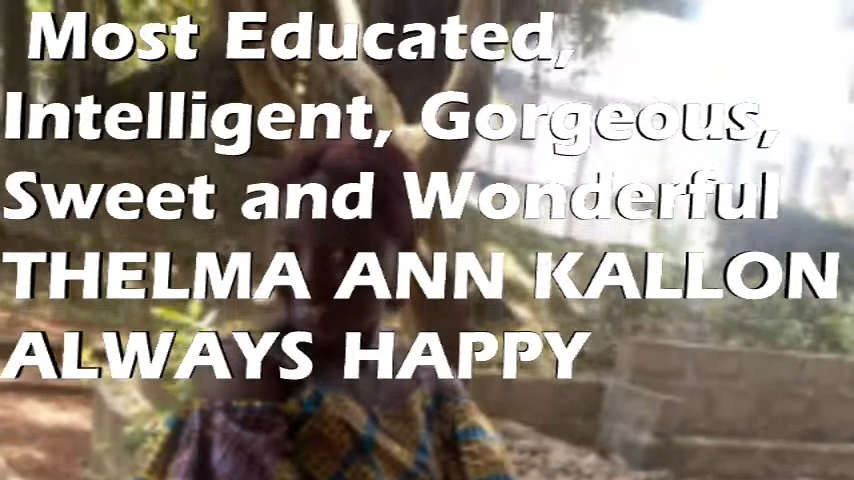 Most Educated,
Intelligent, Gorgeous,
Sweet and Wonderful
THELMA ANN KALLON
ALWAYS HAPPY